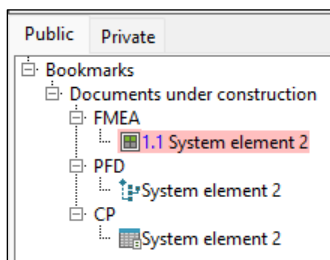 Public Private
Bookmarks
Documents under construction
FMEA
1.1 System element 2
PFD
System element 2
CP
System element 2